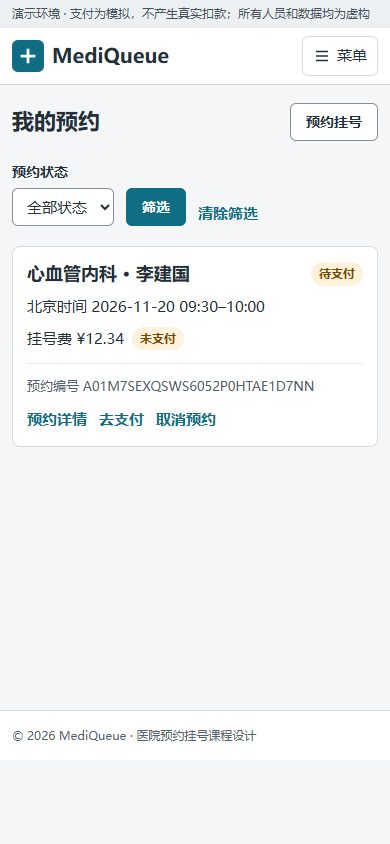 演示环境 · 支付为模拟，不产生真实扣款；所有人员和数据均为虚构
MediQueue
菜单
我的预约
预约挂号
预约状态
全部状态
筛选
清除筛选
心血管内科 · 李建国
待支付
北京时间 2026-11-20 09:30–10:00
挂号费 ¥12.34 未支付
预约编号 A01M7SEXQSWS6052P0HTAE1D7NN
预约详情 去支付 取消预约
© 2026 MediQueue · 医院预约挂号课程设计